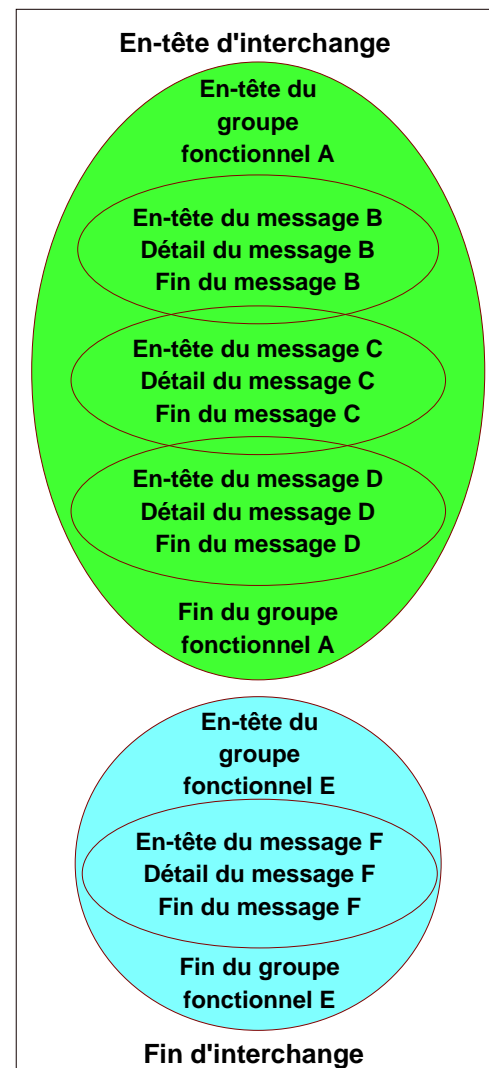 En-tête d'interchange
En-tête du
groupe
fonctionnel A
En-tête du message B
Détail du message B
Fin du message B
En-tête du message C
Détail du message C
Fin du message C
En-tête du message D
Détail du message D
Fin du message D
Fin du groupe
fonctionnel A
En-tête du
groupe
fonctionnel E
En-tête du message F
Détail du message F
Fin du message F
Fin du groupe
fonctionnel E
Fin d'interchange